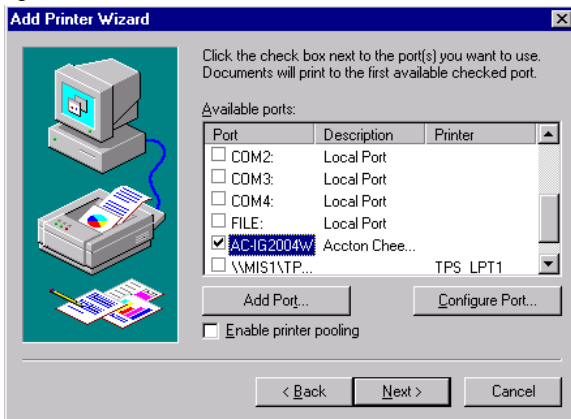 Add Printer Wizard
Click the check box next to the port(s) you want to use.
Documents will print to the first available checked port.
Available ports:
Port Description Printer
COM2: Local Port
COM3: Local Port
COM4: Local Port
FILE: Local Port
AC-IG2004W Accton Chee...
\\MIS1\TP... TPS_LPT1
Add Port... Configure Port...
Enable printer pooling
< Back Next > Cancel